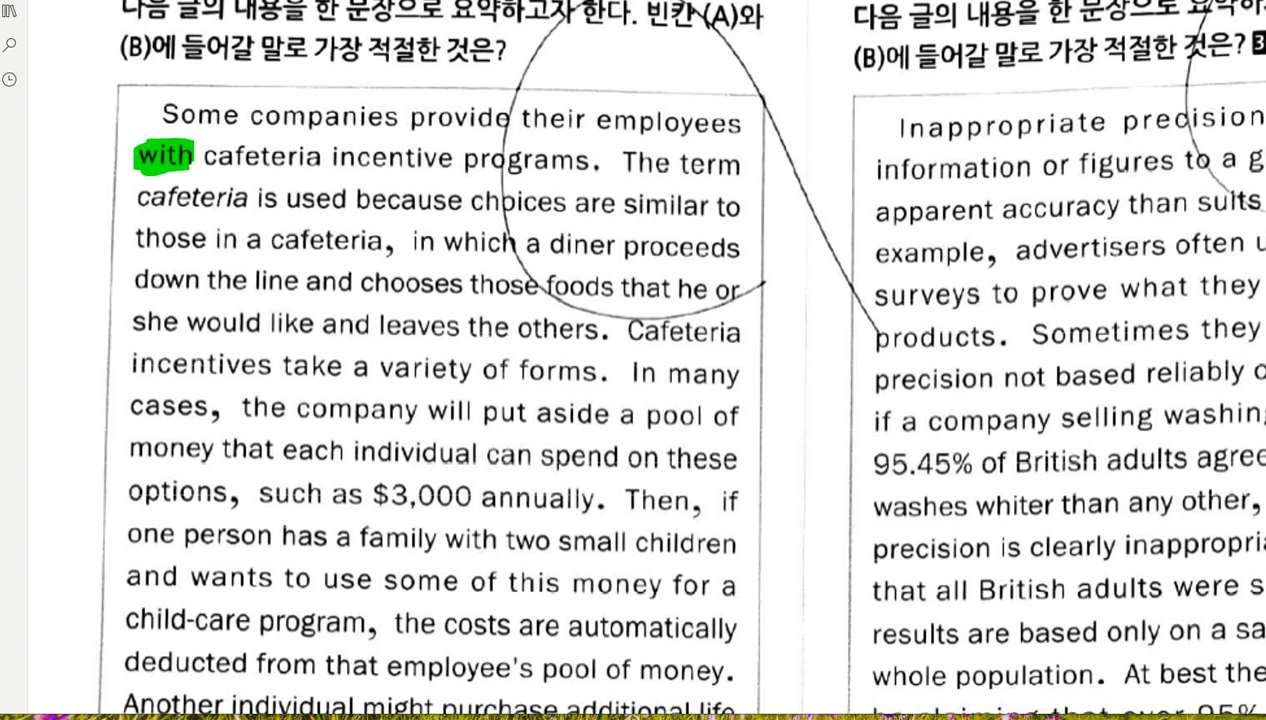 다음 글의 내용을 한 문장으로 요약하고자 한다. 빈칸 (A)와
(B)에 들어갈 말로 가장 적절한 것은?
Some companies provide their employees
with cafeteria incentive programs. The term
cafeteria is used because choices are similar to
those in a cafeteria, in which a diner proceeds
down the line and chooses those foods that he or
she would like and leaves the others. Cafeteria
incentives take a variety of forms. In many
cases, the company will put aside a pool of
money that each individual can spend on these
options, such as $3,000 annually. Then, if
one person has a family with two small children
and wants to use some of this money for a
child-care program, the costs are automatically
deducted from that employee's pool of money.
Another individual might purchase additional life
다음 글의 내용을 한 문장으로
(B)에 들어갈 말로 가장 적절한 것은? 3
Inappropriate precision
information or figures to a g
apparent accuracy than suits
example, advertisers often u
surveys to prove what they
products. Sometimes they
precision not based reliably o
if a company selling washing
95.45% of British adults agree
washes whiter than any other,
precision is clearly inappropria
that all British adults were s
results are based only on a sa
whole population. At best the